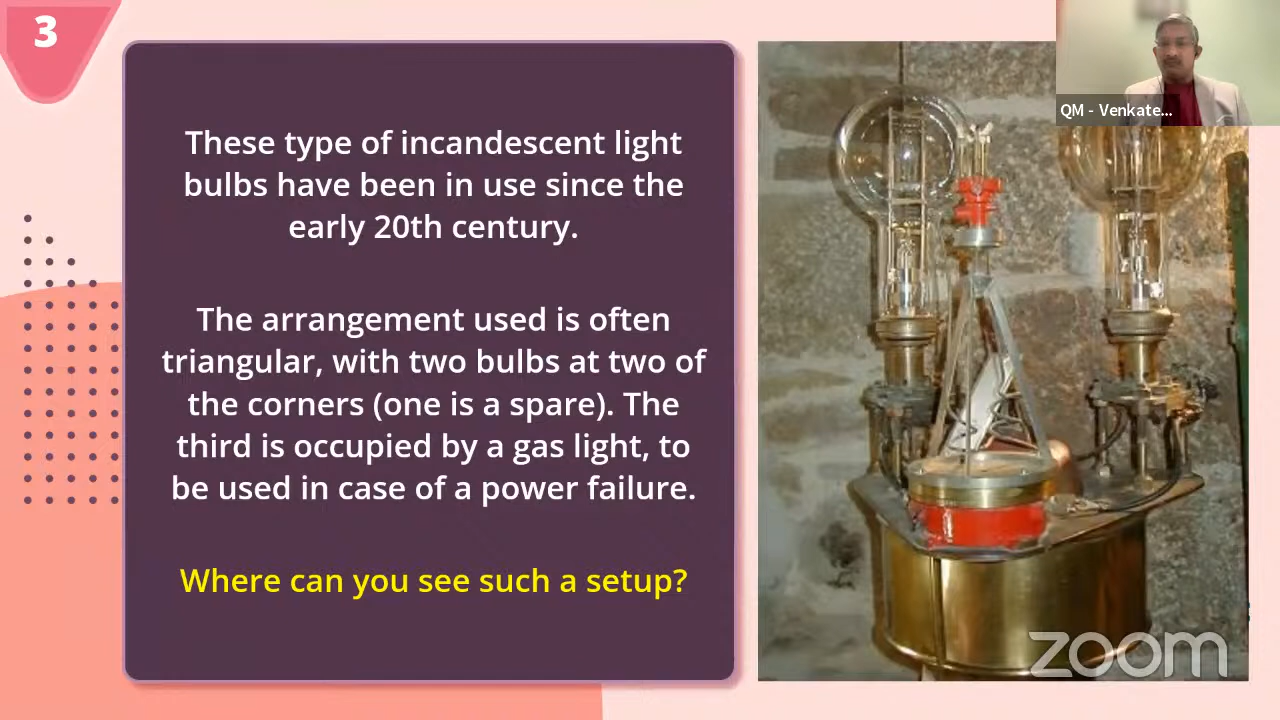 3
These type of incandescent light
bulbs have been in use since the
early 20th century.
The arrangement used is often
triangular, with two bulbs at two of
the corners (one is a spare). The
third is occupied by a gas light, to
be used in case of a power failure.
Where can you see such a setup?
QM - Venkate...
zoom